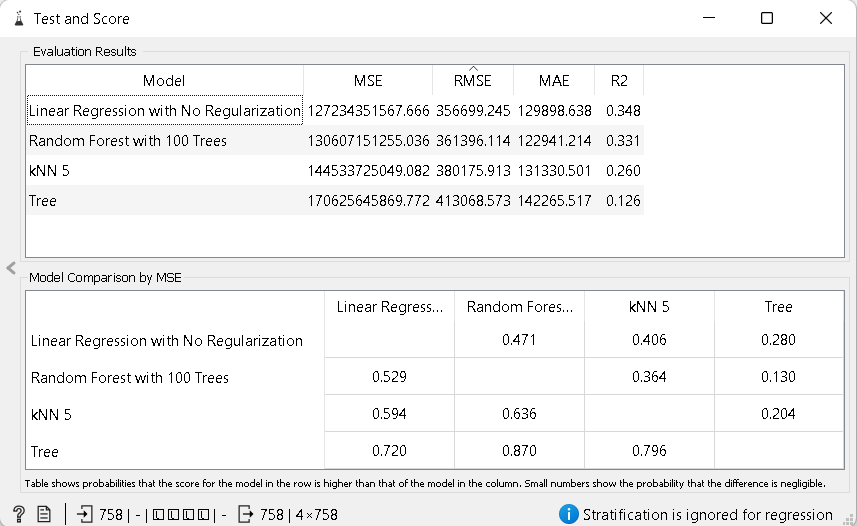 Test and Score
Evaluation Results
Model MSE RMSE MAE R2
Linear Regression with No Regularization 127234351567.666 356699.245 129898.638 0.348
Random Forest with 100 Trees 130607151255.036 361396.114 122941.214 0.331
kNN 5 144533725049.082 380175.913 131330.501 0.260
Tree 170625645869.772 413068.573 142265.517 0.126
Model Comparison by MSE
Linear Regress... Random Fores... kNN 5 Tree
Linear Regression with No Regularization 0.471 0.406 0.280
Random Forest with 100 Trees 0.529 0.364 0.130
kNN 5 0.594 0.636 0.204
Tree 0.720 0.870 0.796
Table shows probabilities that the score for the model in the row is higher than that of the model in the column. Small numbers show the probability that the difference is negligible.
? 758 | - | | - 758 | 4×758 Stratification is ignored for regression